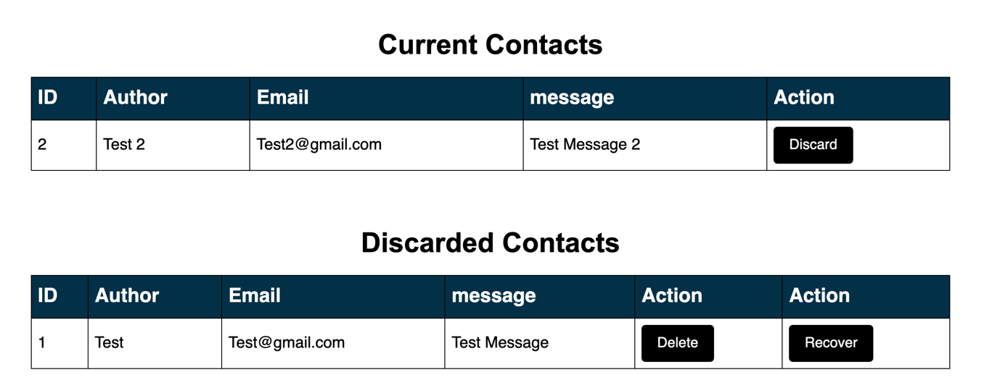 Current Contacts
ID Author Email message Action
2 Test 2 Test2@gmail.com Test Message 2 Discard
Discarded Contacts
ID Author Email message Action Action
1 Test Test@gmail.com Test Message Delete Recover